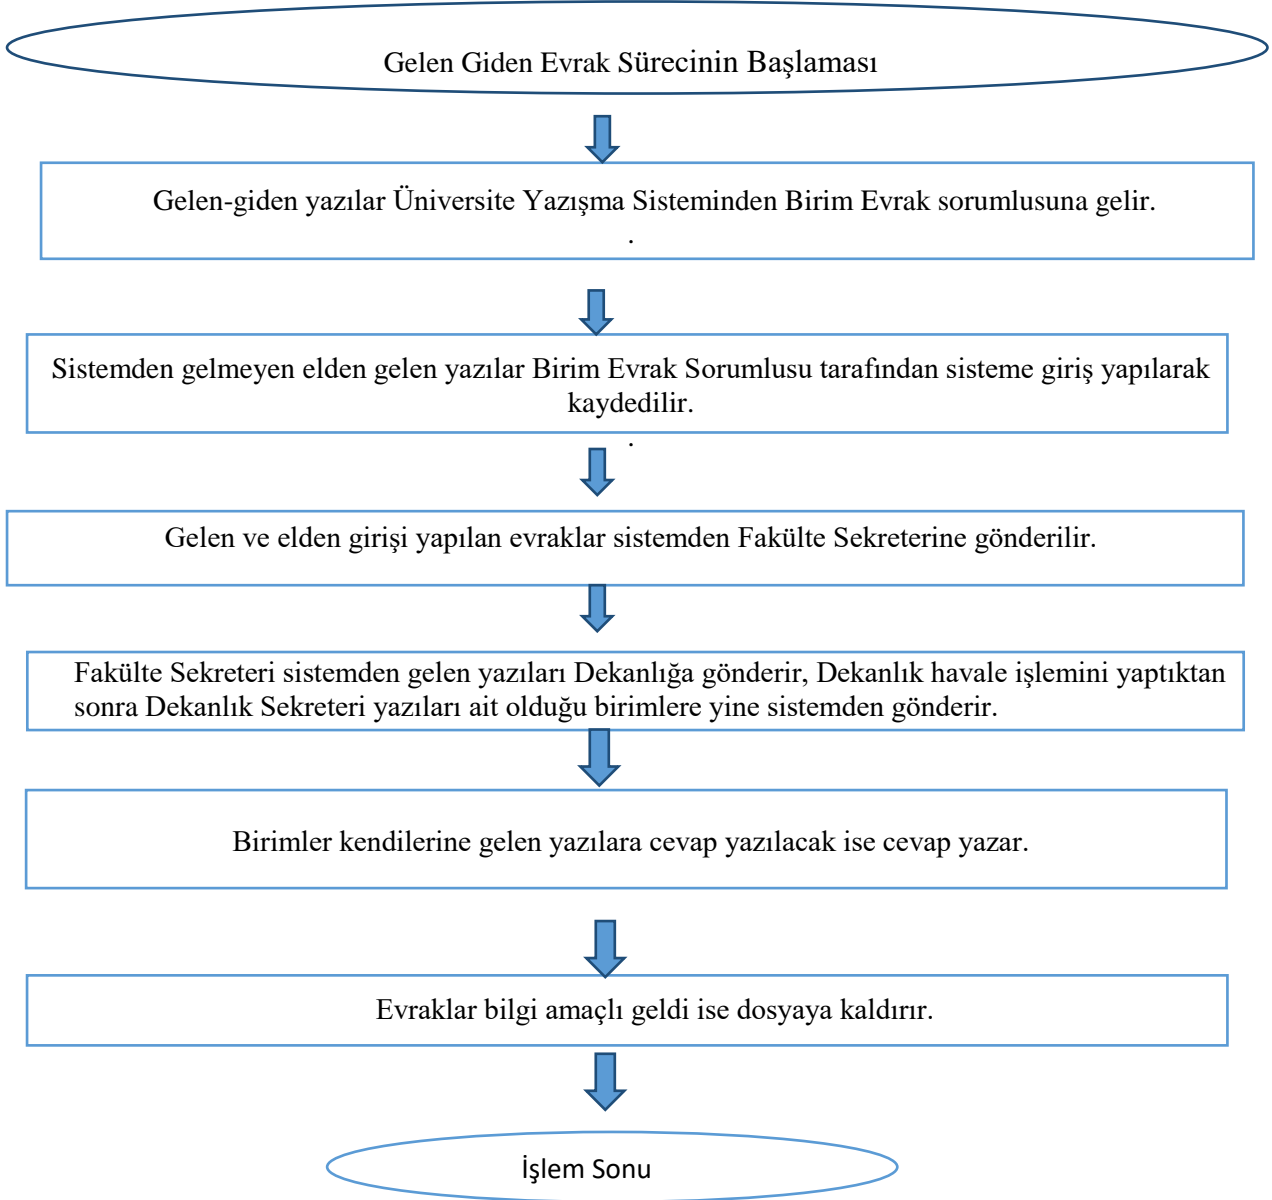 Gelen Giden Evrak Sürecinin Başlaması
Gelen-giden yazılar Üniversite Yazışma Sisteminden Birim Evrak sorumlusuna gelir.
.
Sistemden gelmeyen elden gelen yazılar Birim Evrak Sorumlusu tarafından sisteme giriş yapılarak
kaydedilir.
.
Gelen ve elden girişi yapılan evraklar sistemden Fakülte Sekreterine gönderilir.
Fakülte Sekreteri sistemden gelen yazıları Dekanlığa gönderir, Dekanlık havale işlemini yaptıktan
sonra Dekanlık Sekreteri yazıları ait olduğu birimlere yine sistemden gönderir.
Birimler kendilerine gelen yazılara cevap yazılacak ise cevap yazar.
Evraklar bilgi amaçlı geldi ise dosyaya kaldırır.
İşlem Sonu